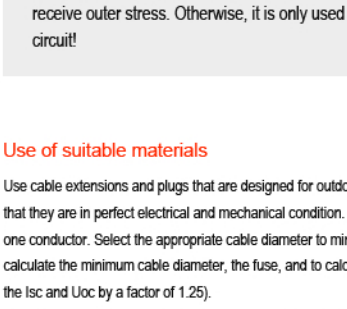 receive outer stress. Otherwise, it is only used
circuit!
Use of suitable materials
Use cable extensions and plugs that are designed for
that they are in perfect electrical and mechanical condition.
one conductor. Select the appropriate cable diameter to
calculate the minimum cable diameter, the fuse, and to
the Isc and Uoc by a factor of 1.25).